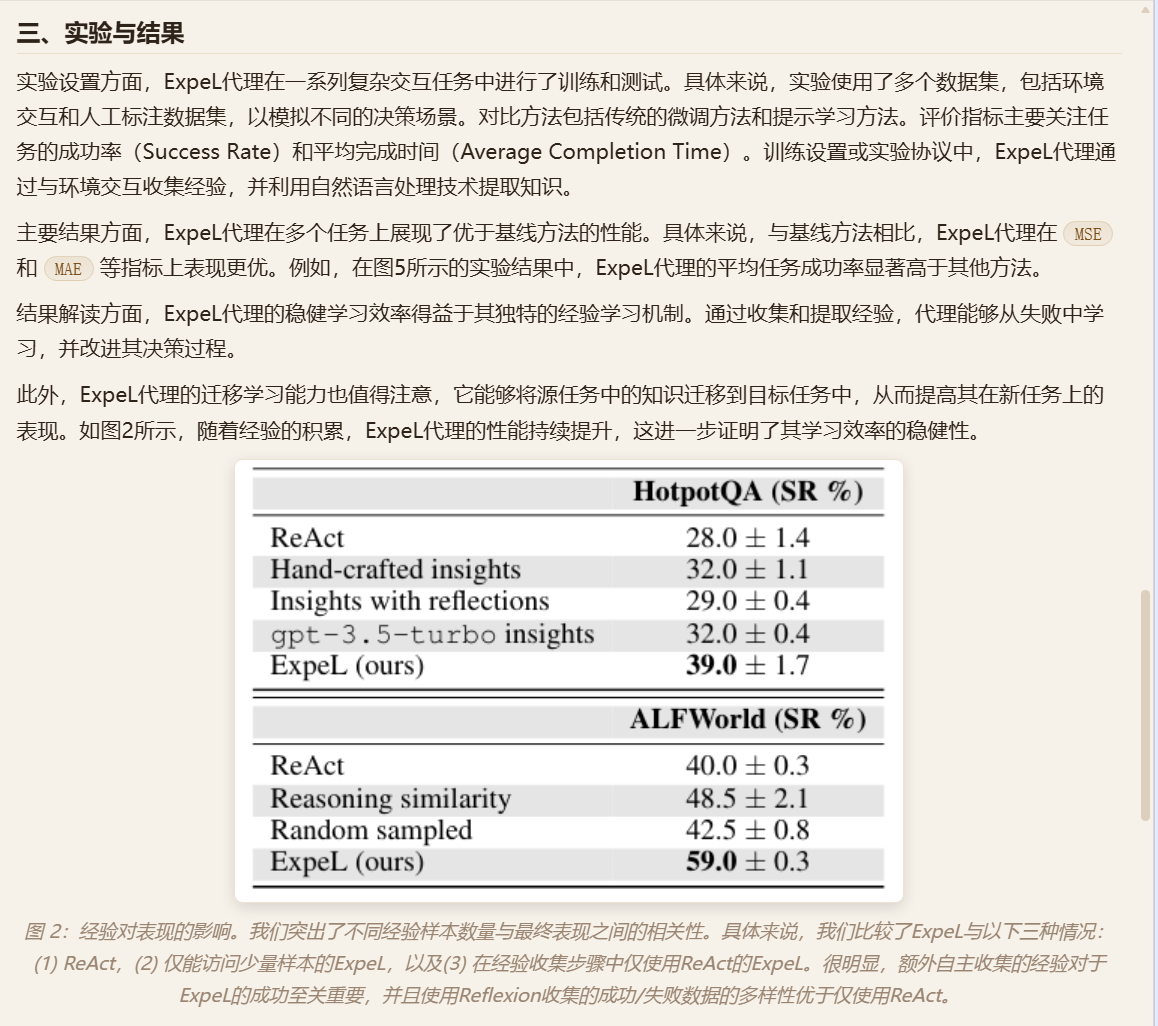 三、实验与结果
实验设置方面，ExpeL代理在一系列复杂交互任务中进行了训练和测试。具体来说，实验使用了多个数据集，包括环境
交互和人工标注数据集，以模拟不同的决策场景。对比方法包括传统的微调方法和提示学习方法。评价指标主要关注任
务的成功率（Success Rate）和平均完成时间（Average Completion Time）。训练设置或实验协议中，ExpeL代理通
过与环境交互收集经验，并利用自然语言处理技术提取知识。
主要结果方面，ExpeL代理在多个任务上展现了优于基线方法的性能。具体来说，与基线方法相比，ExpeL代理在 MSE
和 MAE 等指标上表现更优。例如，在图5所示的实验结果中，ExpeL代理的平均任务成功率显著高于其他方法。
结果解读方面，ExpeL代理的稳健学习效率得益于其独特的经验学习机制。通过收集和提取经验，代理能够从失败中学
习，并改进其决策过程。
此外，ExpeL代理的迁移学习能力也值得注意，它能够将源任务中的知识迁移到目标任务中，从而提高其在新任务上的
表现。如图2所示，随着经验的积累，ExpeL代理的性能持续提升，这进一步证明了其学习效率的稳健性。
HotpotQA (SR %)
ReAct 28.0 ± 1.4
Hand-crafted insights 32.0 ± 1.1
Insights with reflections 29.0 ± 0.4
gpt-3.5-turbo insights 32.0 ± 0.4
ExpeL (ours) 39.0 ± 1.7
ALFWorld (SR %)
ReAct 40.0 ± 0.3
Reasoning similarity 48.5 ± 2.1
Random sampled 42.5 ± 0.8
ExpeL (ours) 59.0 ± 0.3
图 2：经验对表现的影响。我们突出了不同经验样本数量与最终表现之间的相关性。具体来说，我们比较了ExpeL与以下三种情况：
(1) ReAct，(2) 仅能访问少量样本的ExpeL，以及(3) 在经验收集步骤中仅使用ReAct的ExpeL。很明显，额外自主收集的经验对于
ExpeL的成功至关重要，并且使用Reflexion收集的成功/失败数据的多样性优于仅使用ReAct。